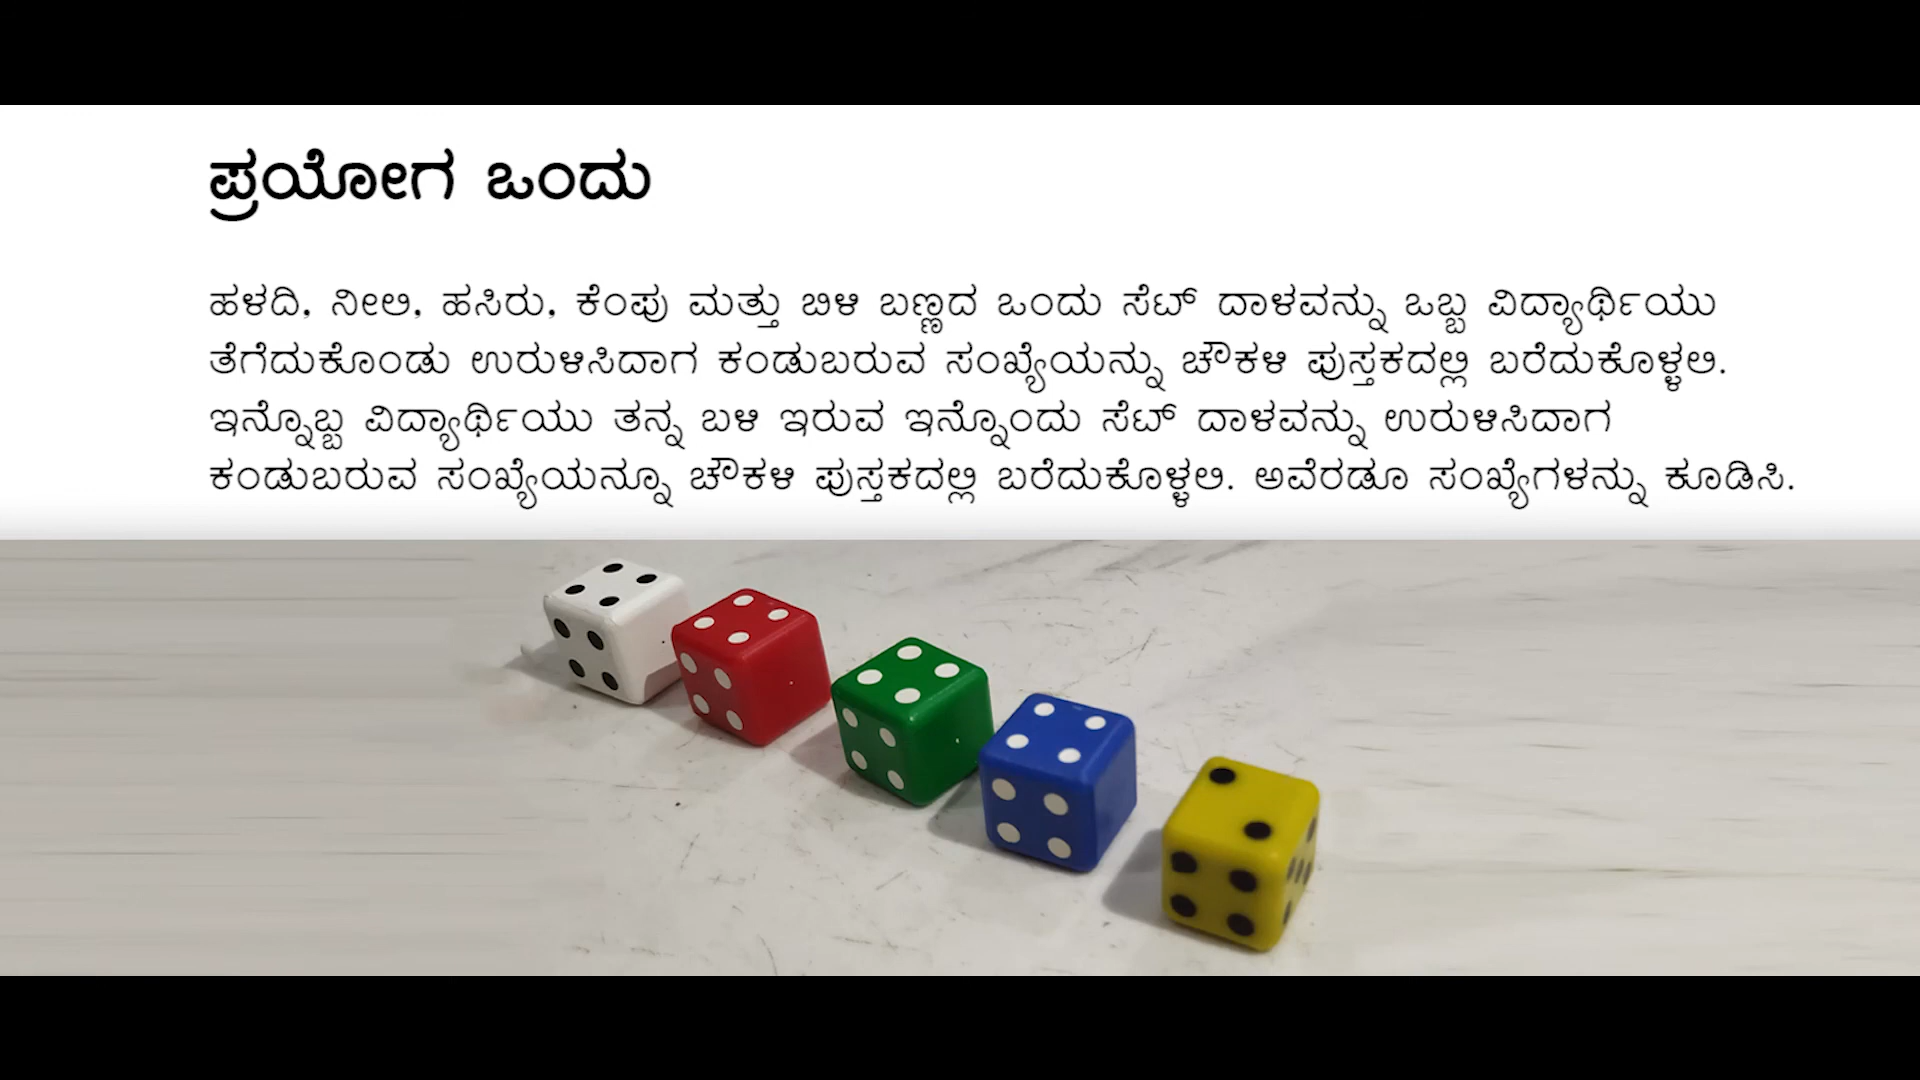 ಪ್ರಯೋಗ ಒಂದು
ಹಳದಿ, ನೀಲಿ, ಹಸಿರು, ಕೆಂಪು ಮತ್ತು ಬಿಳಿ ಬಣ್ಣದ ಒಂದು ಸೆಟ್ ದಾಳವನ್ನು ಒಬ್ಬ ವಿದ್ಯಾರ್ಥಿಯು
ತೆಗೆದುಕೊಂಡು ಉರುಳಿಸಿದಾಗ ಕಂಡುಬರುವ ಸಂಖ್ಯೆಯನ್ನು ಚೌಕಳಿ ಪುಸ್ತಕದಲ್ಲಿ ಬರೆದುಕೊಳ್ಳಲಿ.
ಇನ್ನೊಬ್ಬ ವಿದ್ಯಾರ್ಥಿಯು ತನ್ನ ಬಳಿ ಇರುವ ಇನ್ನೊಂದು ಸೆಟ್ ದಾಳವನ್ನು ಉರುಳಿಸಿದಾಗ
ಕಂಡುಬರುವ ಸಂಖ್ಯೆಯನ್ನೂ ಚೌಕಳಿ ಪುಸ್ತಕದಲ್ಲಿ ಬರೆದುಕೊಳ್ಳಲಿ. ಅವೆರಡೂ ಸಂಖ್ಯೆಗಳನ್ನು ಕೂಡಿಸಿ.